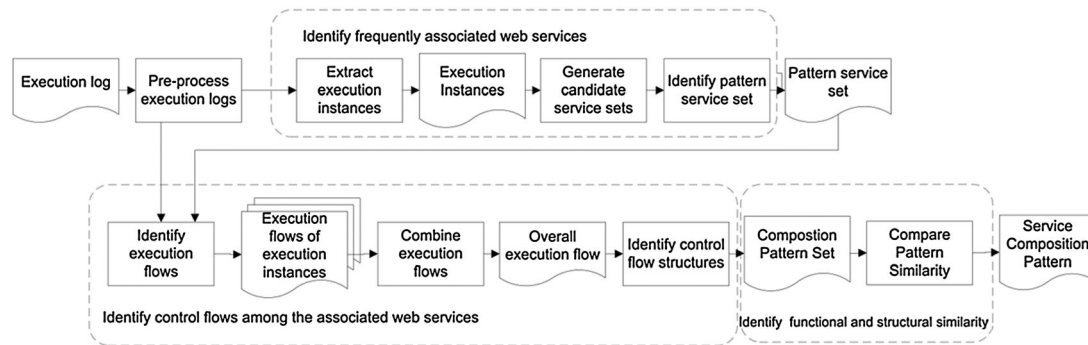 Identify frequently associated web services
Execution log
Pre-process
execution logs
Extract
execution
instances
Execution
Instances
Generate
candidate
service sets
Identify pattern
service set
Pattern service
set
Identify
execution
flows
Execution
flows of
execution
instances
Combine
execution
flows
Overall
execution flow
Identify control
flow structures
Compostion
Pattern Set
Compare
Pattern
Similarity
Service
Composition
Pattern
Identify control flows among the associated web services
Identify functional and structural similarity